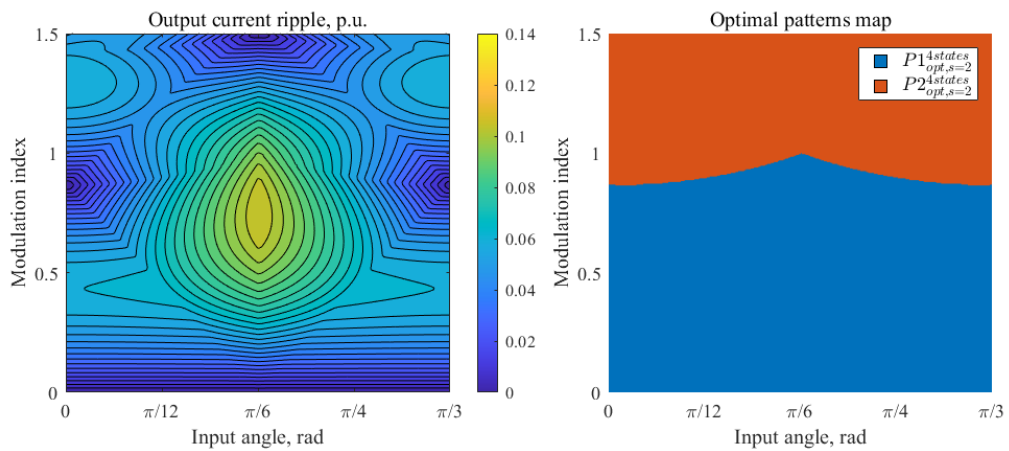 Output current ripple, p.u.
1.5
1
0.5
0
Modulation index
0
π/12
π/6
π/4
π/3
Input angle, rad
0.14
0.12
0.1
0.08
0.06
0.04
0.02
0
Optimal patterns map
1.5
1
0.5
0
Modulation index
0
π/12
π/6
π/4
π/3
Input angle, rad
P1^{4states}_{opt,s=2}
P2^{4states}_{opt,s=2}